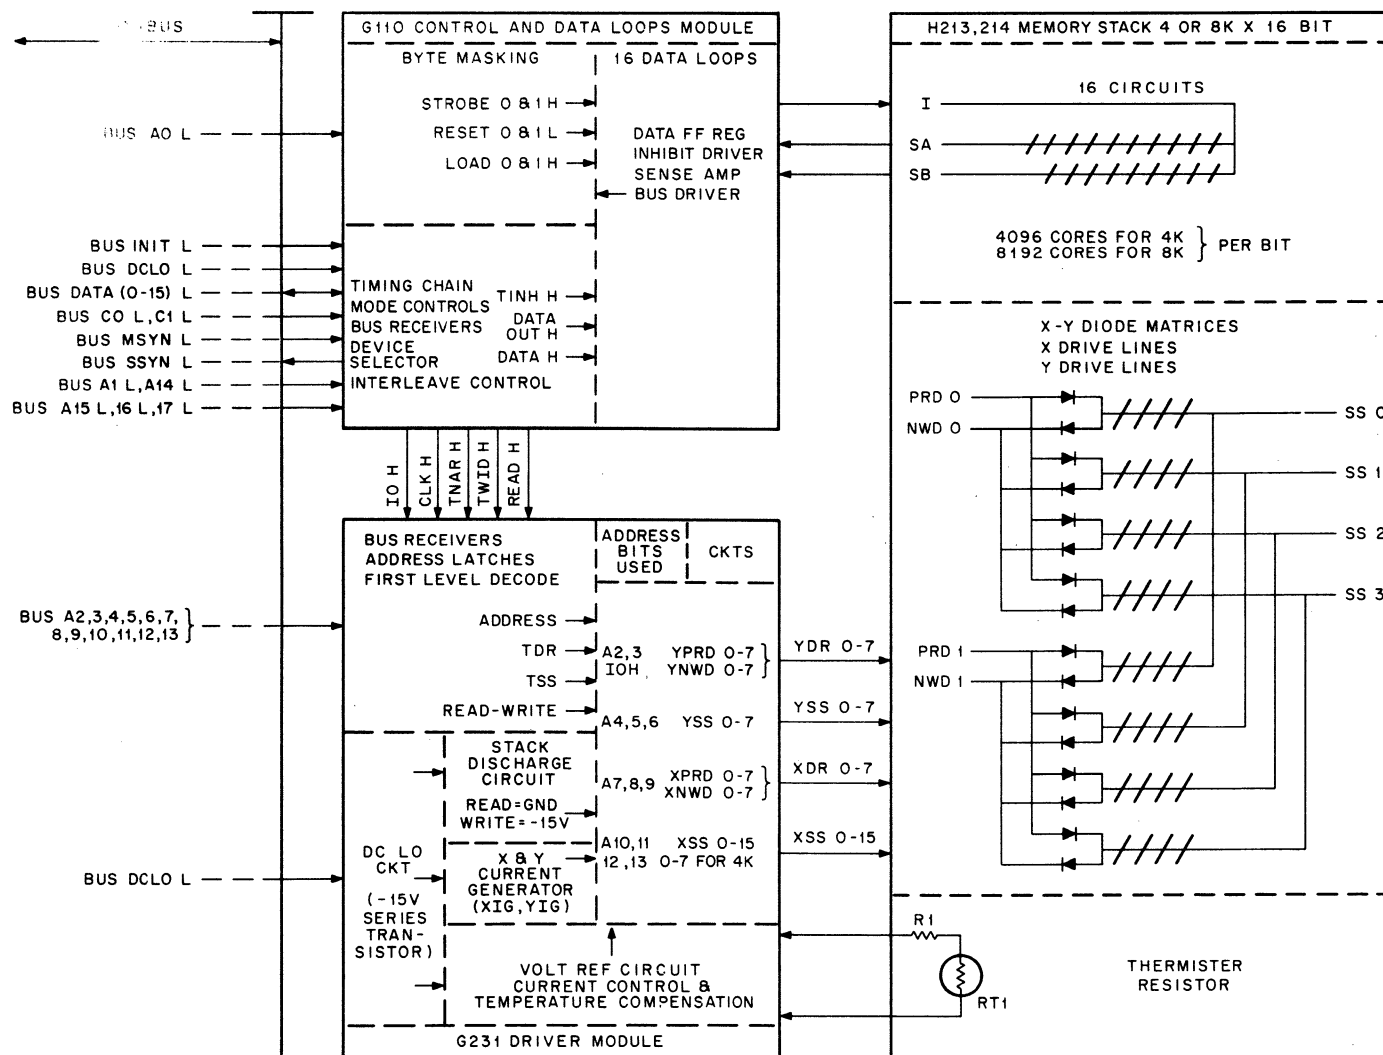 BUS
G110 CONTROL AND DATA LOOPS MODULE
BYTE MASKING
16 DATA LOOPS
STROBE 0 & 1 H
RESET 0 & 1 L
LOAD 0 & 1 H
DATA FF REG
INHIBIT DRIVER
SENSE AMP
BUS DRIVER
BUS A0 L
BUS INIT L
BUS DCLO L
BUS DATA (0-15) L
BUS C0 L, C1 L
BUS MSYN L
BUS SSYN L
BUS A1 L, A14 L
BUS A15 L, 16 L, 17 L
TIMING CHAIN
MODE CONTROLS
BUS RECEIVERS
DEVICE
SELECTOR
INTERLEAVE CONTROL
TINH H
DATA
OUT H
DATA H
H213,214 MEMORY STACK 4 OR 8K X 16 BIT
16 CIRCUITS
I
SA
SB
4096 CORES FOR 4K
8192 CORES FOR 8K
PER BIT
X-Y DIODE MATRICES
X DRIVE LINES
Y DRIVE LINES
PRD 0
NWD 0
SS 0
SS 1
SS 2
SS 3
PRD 1
NWD 1
IO H
CLK H
TNAR H
TWID H
READ H
BUS RECEIVERS
ADDRESS LATCHES
FIRST LEVEL DECODE
ADDRESS
BITS
USED
CKTS
BUS A2,3,4,5,6,7,
8,9,10,11,12,13
ADDRESS
TDR
TSS
READ-WRITE
A2,3
IOH
YPRD 0-7
YNWD 0-7
YDR 0-7
A4,5,6
YSS 0-7
YSS 0-7
A7,8,9
XPRD 0-7
XNWD 0-7
XDR 0-7
A10,11
12,13
XSS 0-15
0-7 FOR 4K
XSS 0-15
STACK
DISCHARGE
CIRCUIT
READ=GND
WRITE=-15V
X & Y
CURRENT
GENERATOR
(XIG,YIG)
BUS DCLO L
DC LO
CKT
(-15V
SERIES
TRAN-
SISTOR)
VOLT REF CIRCUIT
CURRENT CONTROL &
TEMPERATURE COMPENSATION
G231 DRIVER MODULE
R1
RT1
THERMISTER
RESISTOR